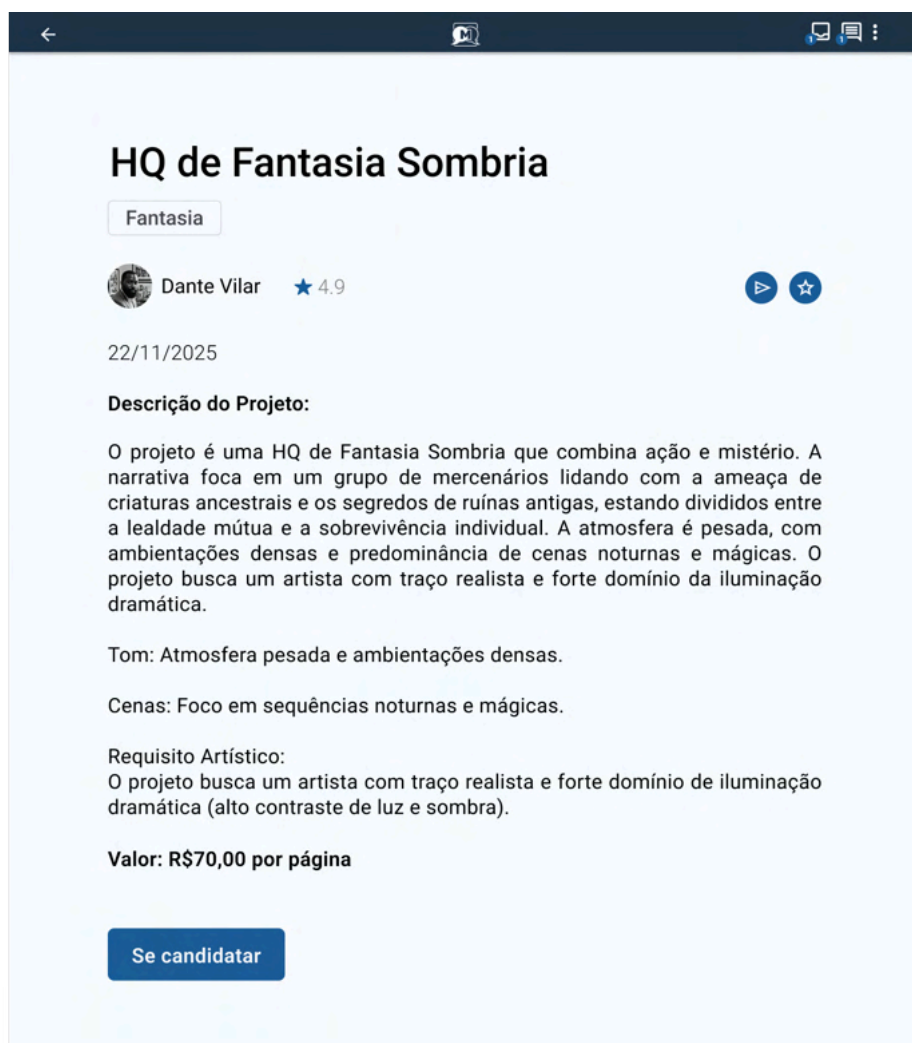 M
1
1
HQ de Fantasia Sombria
Fantasia
Dante Vilar
4.9
22/11/2025
Descrição do Projeto:
O projeto é uma HQ de Fantasia Sombria que combina ação e mistério. A
narrativa foca em um grupo de mercenários lidando com a ameaça de
criaturas ancestrais e os segredos de ruínas antigas, estando divididos entre
a lealdade mútua e a sobrevivência individual. A atmosfera é pesada, com
ambientações densas e predominância de cenas noturnas e mágicas. O
projeto busca um artista com traço realista e forte domínio da iluminação
dramática.
Tom: Atmosfera pesada e ambientações densas.
Cenas: Foco em sequências noturnas e mágicas.
Requisito Artístico:
O projeto busca um artista com traço realista e forte domínio de iluminação
dramática (alto contraste de luz e sombra).
Valor: R$70,00 por página
Se candidatar